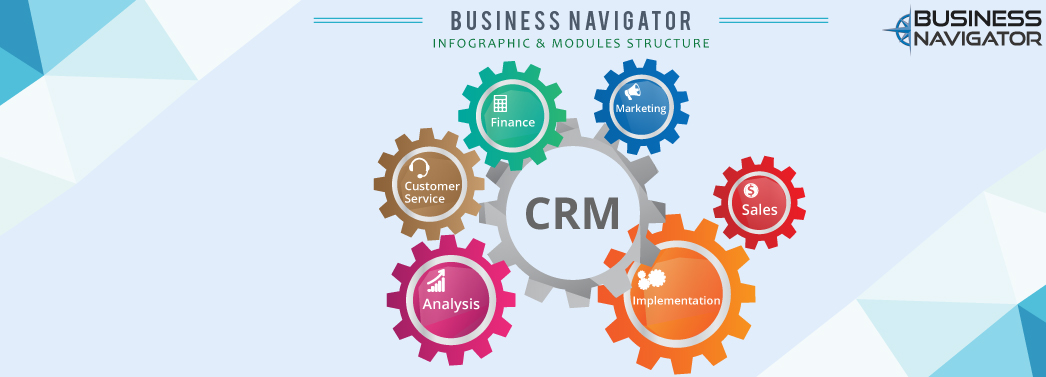 BUSINESS NAVIGATOR
INFOGRAPHIC & MODULES STRUCTURE
BUSINESS
NAVIGATOR
Finance
Marketing
Customer
Service
CRM
Sales
Analysis
Implementation